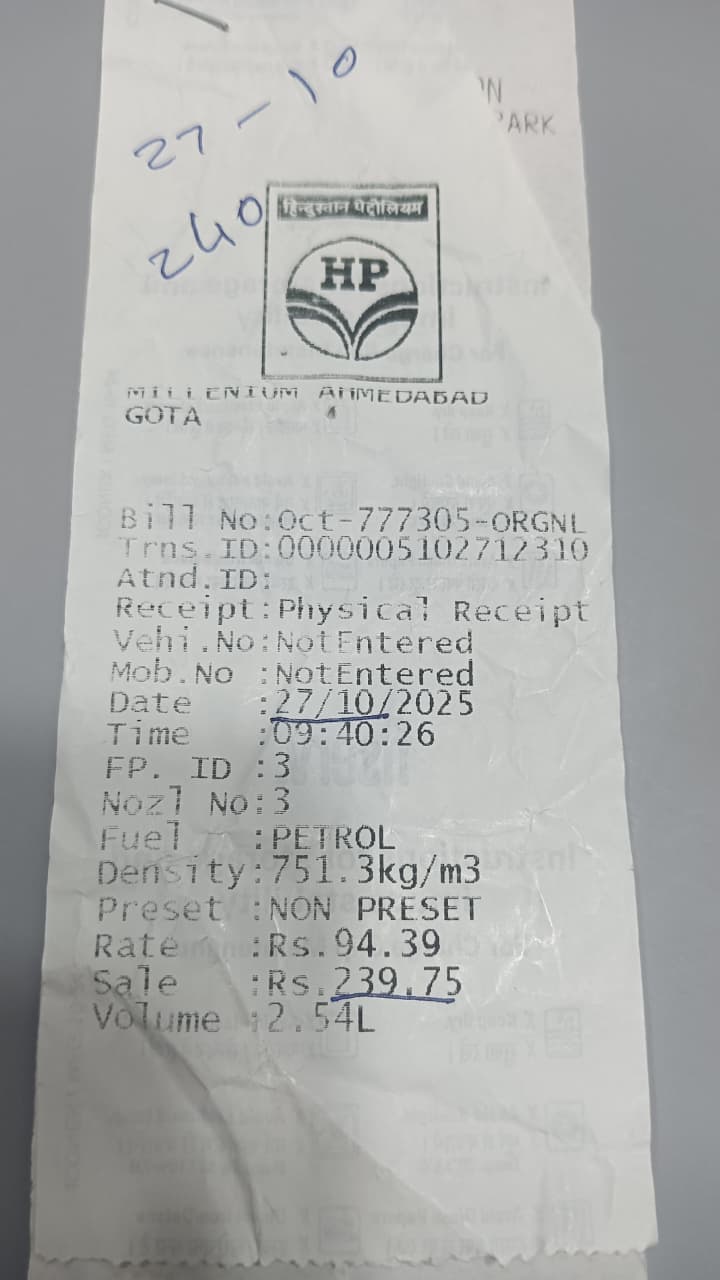 27-10
IN
PARK
240
हिन्दुस्तान पेट्रोलियम
HP
MILLENIUM AHMEDABAD
GOTA 4
Bill No:Oct-777305-ORGNL
Trns.ID:0000005102712310
Atnd.ID:
Receipt:Physical Receipt
Vehi.No:NotEntered
Mob.No :NotEntered
Date :27/10/2025
Time :09:40:26
FP. ID :3
Nozl No:3
Fuel :PETROL
Density:751.3kg/m3
Preset :NON PRESET
Rate :Rs.94.39
Sale :Rs.239.75
Volume :2.54L